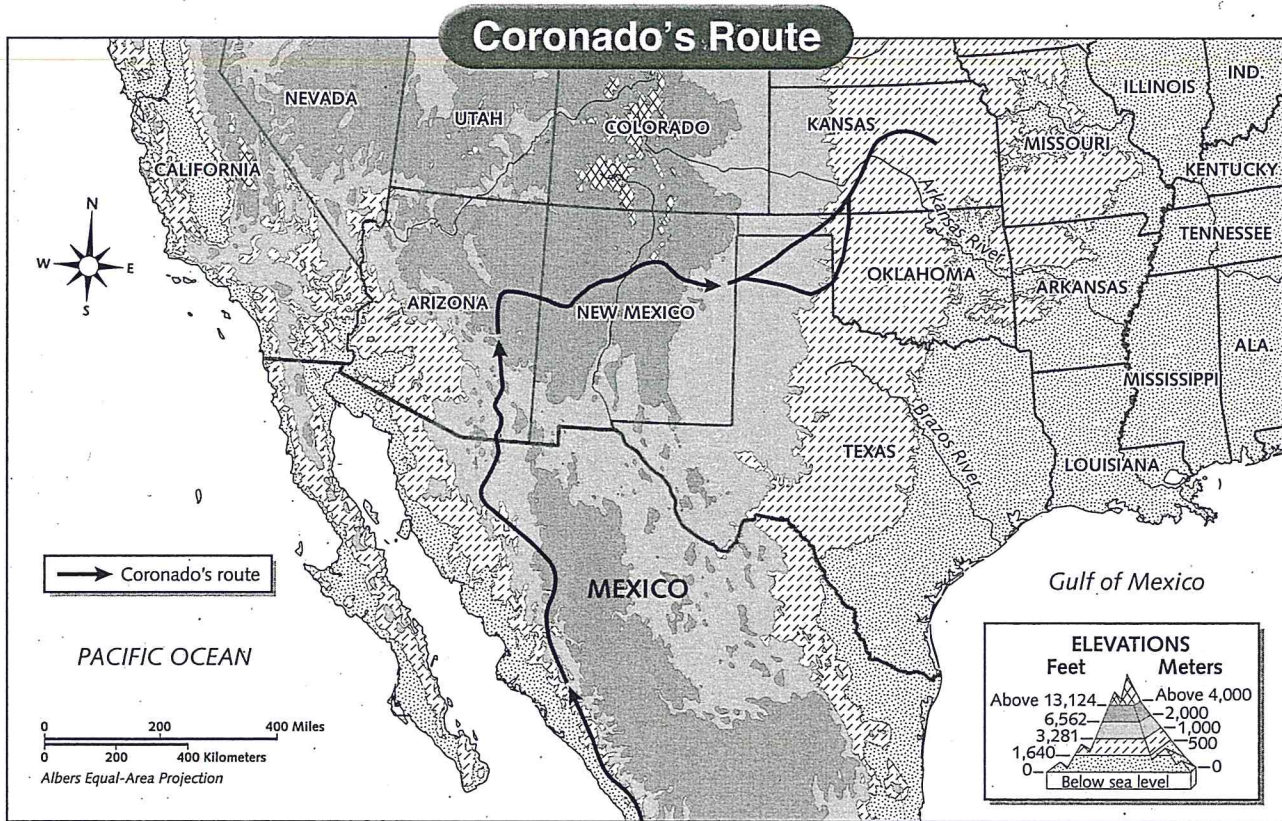 Coronado's Route
NEVADA
UTAH
COLORADO
KANSAS
ILLINOIS
IND.
MISSOURI
CALIFORNIA
KENTUCKY
TENNESSEE
Arkansas River
N
W
E
S
ARIZONA
NEW MEXICO
OKLAHOMA
ARKANSAS
ALA.
MISSISSIPPI
Brazos River
TEXAS
LOUISIANA
Coronado's route
MEXICO
Gulf of Mexico
PACIFIC OCEAN
0 200 400 Miles
0 200 400 Kilometers
Albers Equal-Area Projection
ELEVATIONS
Feet Meters
Above 13,124 Above 4,000
6,562 2,000
3,281 1,000
1,640 500
0 0
Below sea level